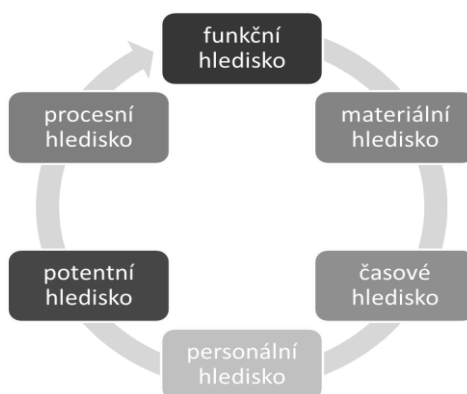 funkční
hledisko
materiální
hledisko
časové
hledisko
personální
hledisko
potentní
hledisko
procesní
hledisko